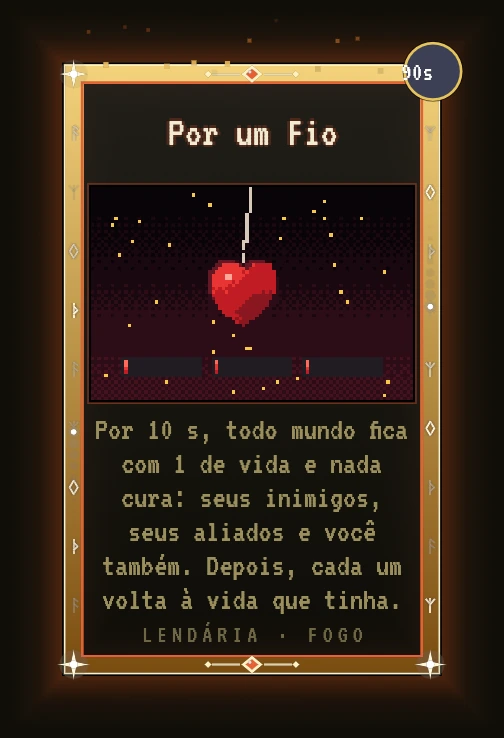 90s
Por um Fio
Por 10 s, todo mundo fica
com 1 de vida e nada
cura: seus inimigos,
seus aliados e você
também. Depois, cada um
volta à vida que tinha.
LENDÁRIA · FOGO